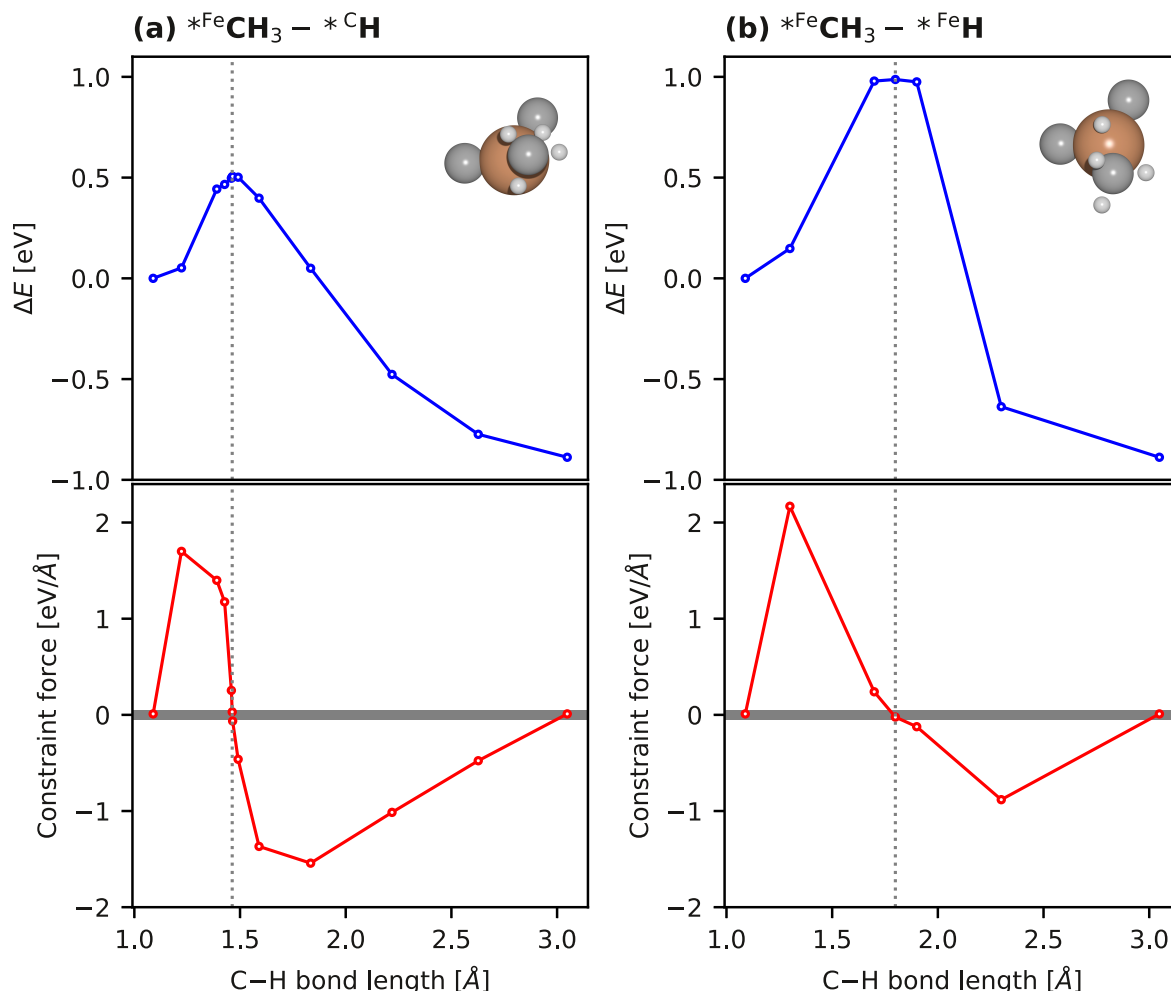 (a) *ᶠᵉCH₃ – *ᶜH
(b) *ᶠᵉCH₃ – *ᶠᵉH
ΔE [eV]
1.0
0.5
0.0
−0.5
−1.0
ΔE [eV]
1.0
0.5
0.0
−0.5
−1.0
Constraint force [eV/Å]
2
1
0
−1
−2
Constraint force [eV/Å]
2
1
0
−1
−2
1.0 1.5 2.0 2.5 3.0
1.0 1.5 2.0 2.5 3.0
C−H bond length [Å]
C−H bond length [Å]